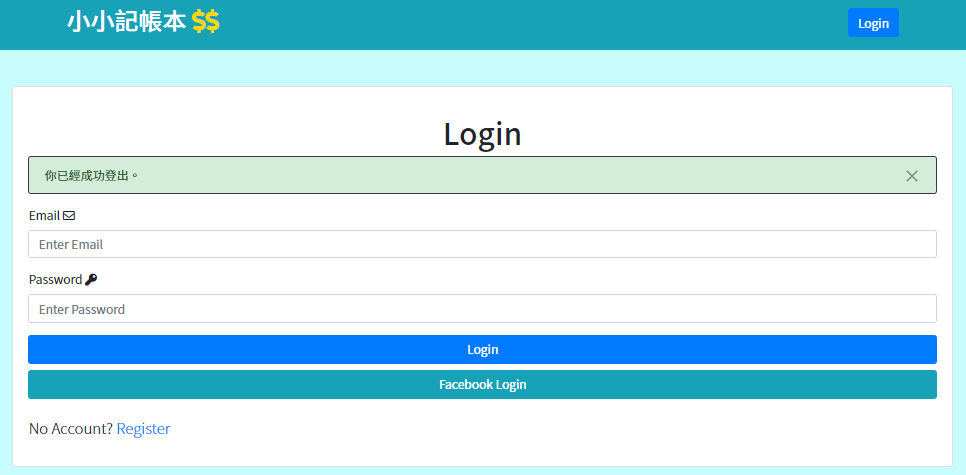 小小記帳本 $$
Login
Login
你已經成功登出。
Email
Enter Email
Password
Enter Password
Login
Facebook Login
No Account? Register